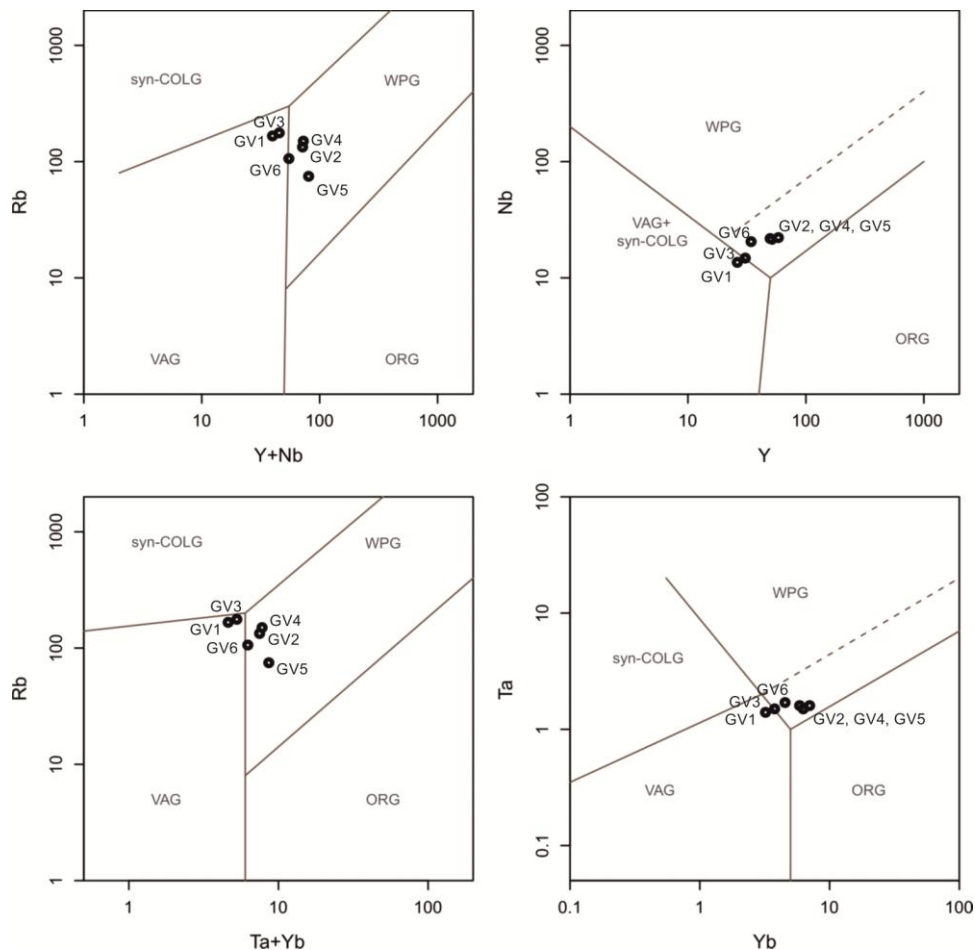 syn-COLG
WPG
GV3
GV1
GV4
GV2
GV6
GV5
VAG
ORG
Rb
1
10
100
1000
1
10
100
1000
Y+Nb
WPG
VAG+
syn-COLG
GV6
GV2, GV4, GV5
GV3
GV1
ORG
Nb
1
10
100
1000
1
10
100
1000
Y
syn-COLG
WPG
GV3
GV1
GV4
GV2
GV6
GV5
VAG
ORG
Rb
1
10
100
1000
1
10
100
Ta+Yb
WPG
syn-COLG
GV6
GV3
GV1
GV2, GV4, GV5
VAG
ORG
Ta
0.1
1
10
100
0.1
1
10
100
Yb